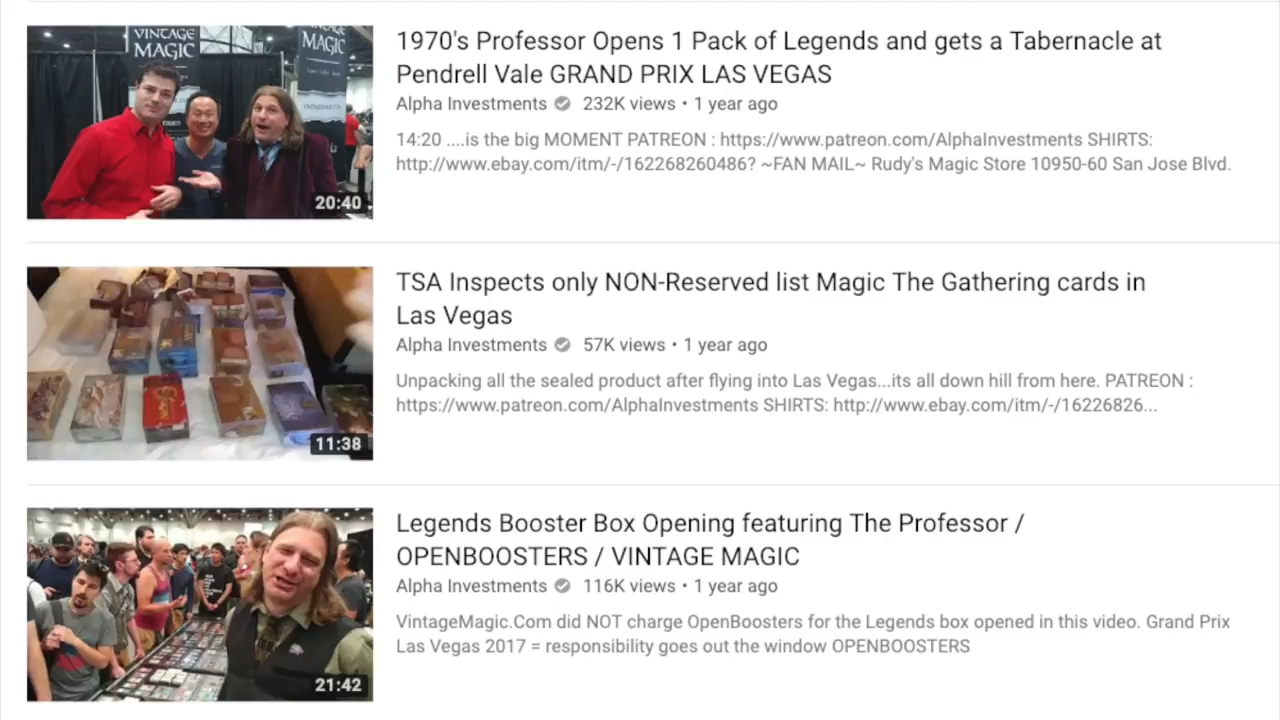 VINTAGE
MAGIC
MAGIC
20:40
1970's Professor Opens 1 Pack of Legends and gets a Tabernacle at
Pendrell Vale GRAND PRIX LAS VEGAS
Alpha Investments 232K views • 1 year ago
14:20 ....is the big MOMENT PATREON : https://www.patreon.com/AlphaInvestments SHIRTS:
http://www.ebay.com/itm/-/162268260486? ~FAN MAIL~ Rudy's Magic Store 10950-60 San Jose Blvd.
11:38
TSA Inspects only NON-Reserved list Magic The Gathering cards in
Las Vegas
Alpha Investments 57K views • 1 year ago
Unpacking all the sealed product after flying into Las Vegas...its all down hill from here. PATREON :
https://www.patreon.com/AlphaInvestments SHIRTS: http://www.ebay.com/itm/-/16226826...
21:42
Legends Booster Box Opening featuring The Professor /
OPENBOOSTERS / VINTAGE MAGIC
Alpha Investments 116K views • 1 year ago
VintageMagic.Com did NOT charge OpenBoosters for the Legends box opened in this video. Grand Prix
Las Vegas 2017 = responsibility goes out the window OPENBOOSTERS